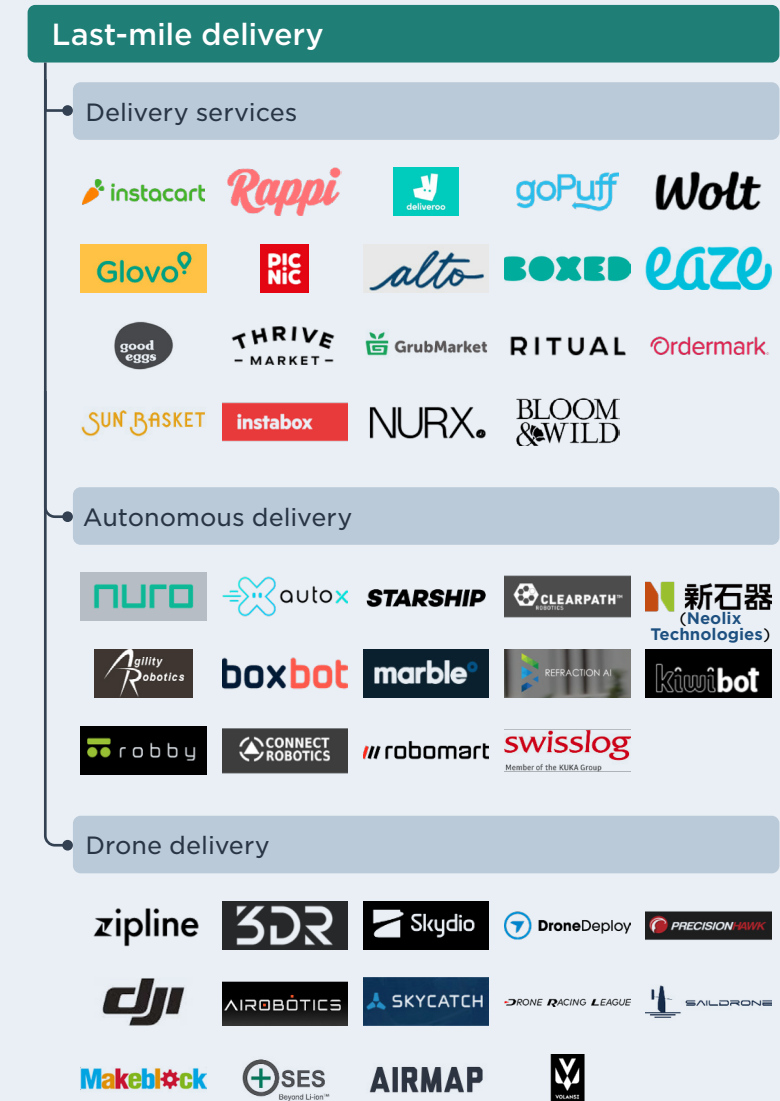 Last-mile delivery
Delivery services
instacart Rappi deliveroo goPuff Wolt
Glovo PIC NiC alto BOXED eaze
good eggs THRIVE - MARKET - GrubMarket RITUAL Ordermark.
SUN BASKET instabox NURX. BLOOM &WILD
Autonomous delivery
nuro autox STARSHIP CLEARPATH™ ROBOTICS 新石器 (Neolix Technologies)
Agility Robotics boxbot marble REFRACTION AI kiwibot
robby CONNECT ROBOTICS robomart swisslog Member of the KUKA Group
Drone delivery
zipline 3DR Skydio DroneDeploy PRECISIONHAWK
dji AIROBOTICS SKYCATCH DRONE RACING LEAGUE SAILDRONE
Makeblock SES Beyond Li-ion™ AIRMAP VOLANSI